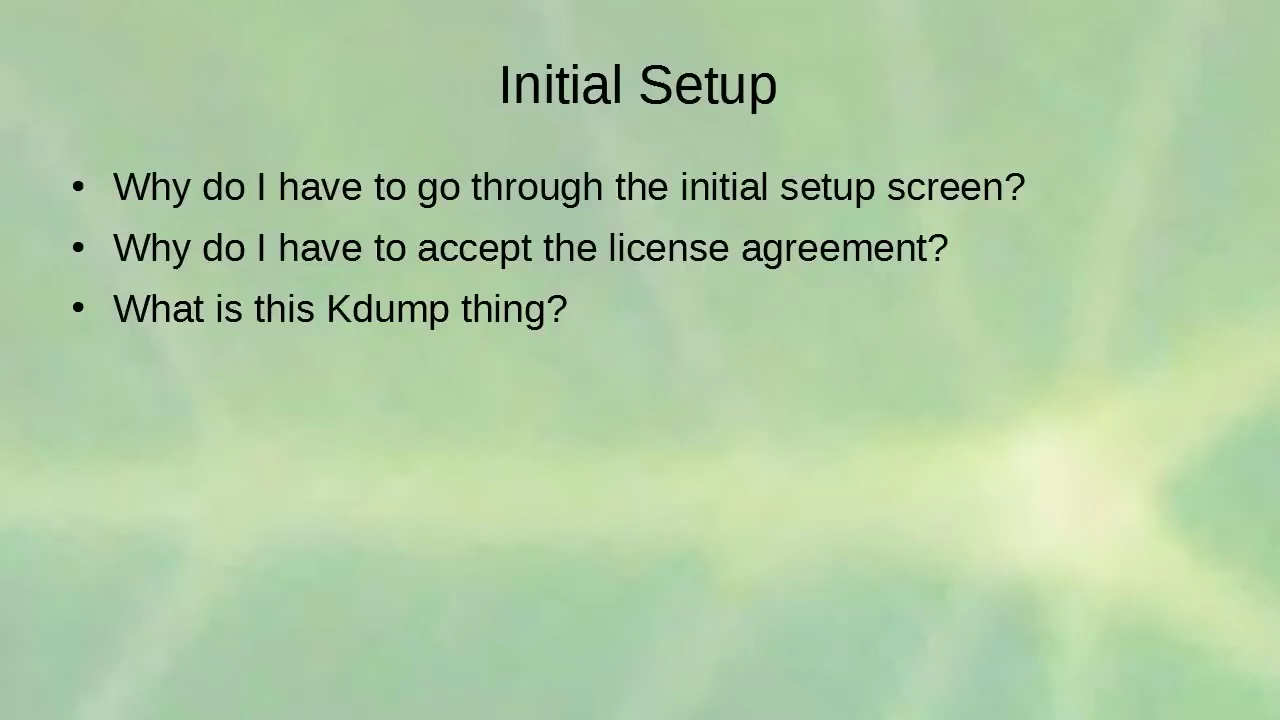 Initial Setup
• Why do I have to go through the initial setup screen?
• Why do I have to accept the license agreement?
• What is this Kdump thing?